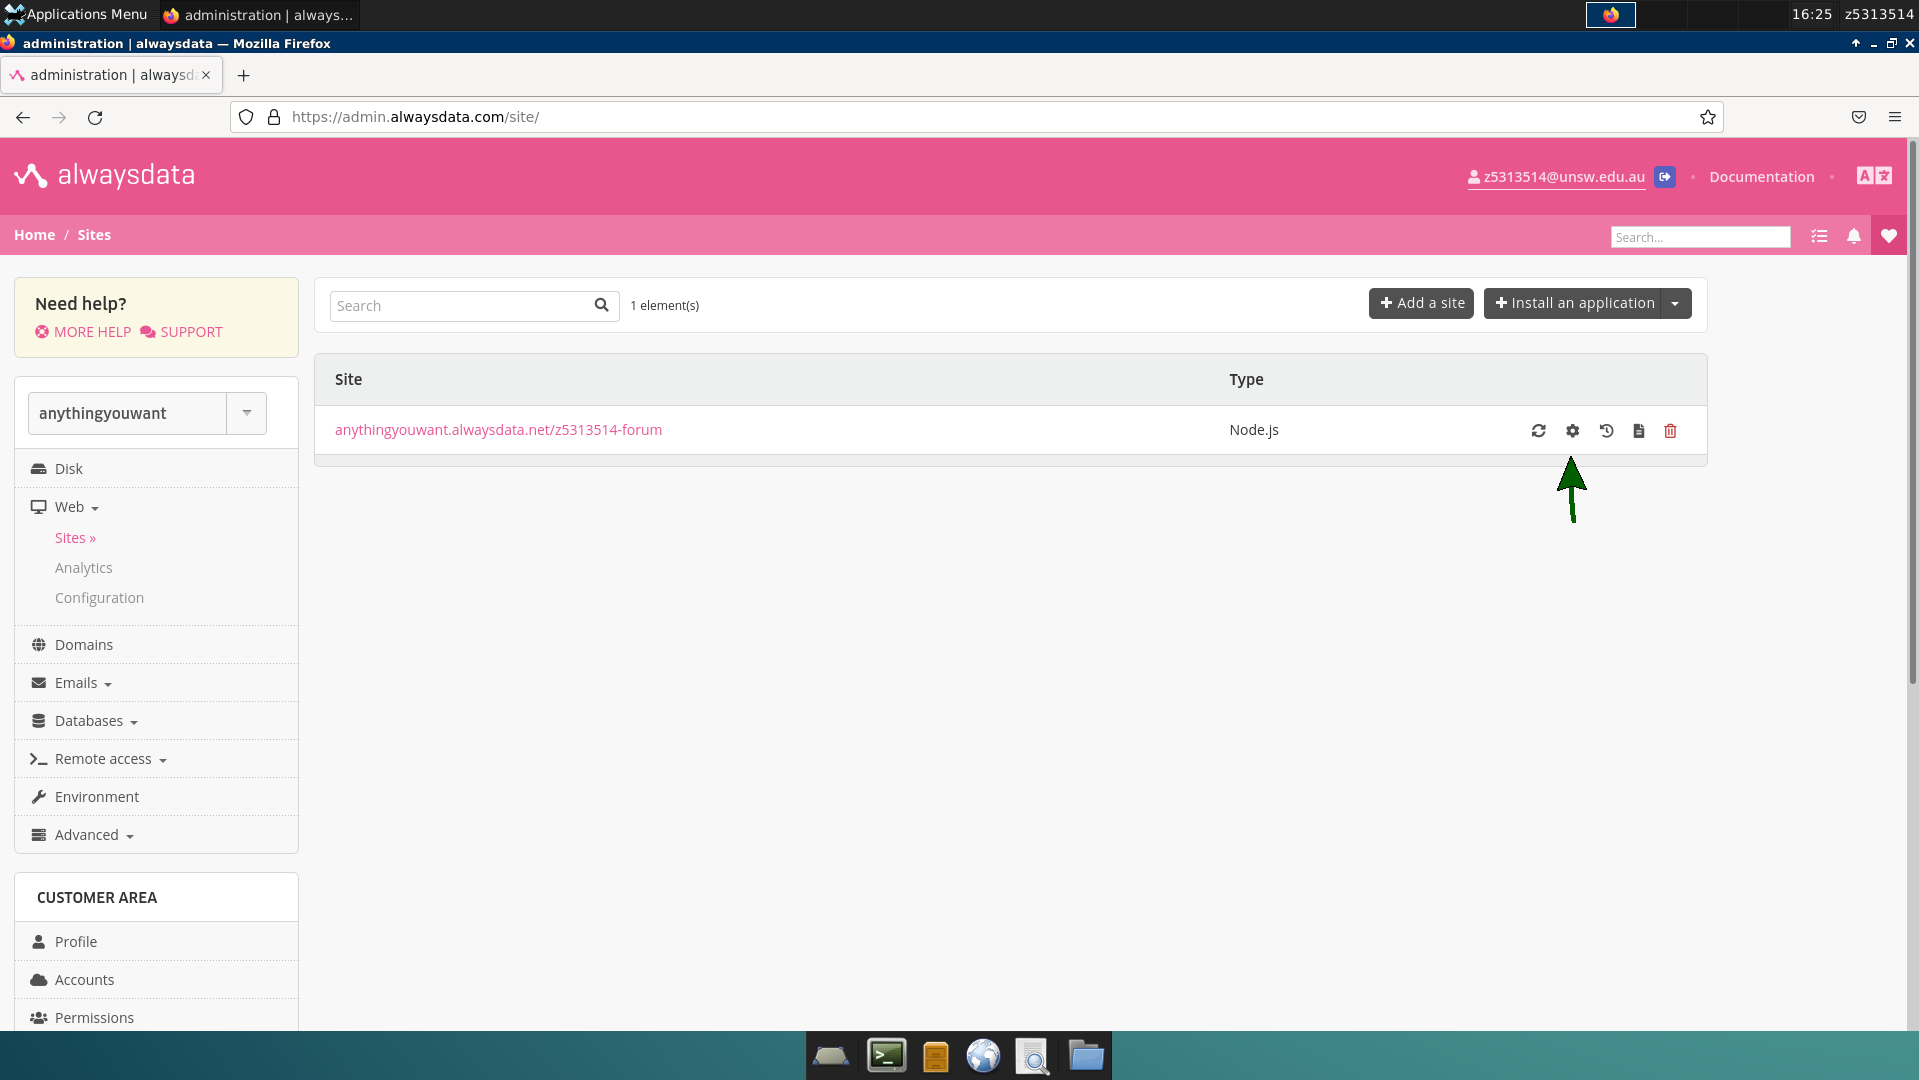 Applications Menu
administration | always...
16:25
z5313514
administration | alwaysdata — Mozilla Firefox
administration | alwaysda
https://admin.alwaysdata.com/site/
alwaysdata
z5313514@unsw.edu.au
Documentation
A
Home / Sites
Search...
Need help?
MORE HELP SUPPORT
Search
1 element(s)
Add a site
Install an application
Site Type
anythingyouwant.alwaysdata.net/z5313514-forum Node.js
anythingyouwant
Disk
Web
Sites »
Analytics
Configuration
Domains
Emails
Databases
Remote access
Environment
Advanced
CUSTOMER AREA
Profile
Accounts
Permissions